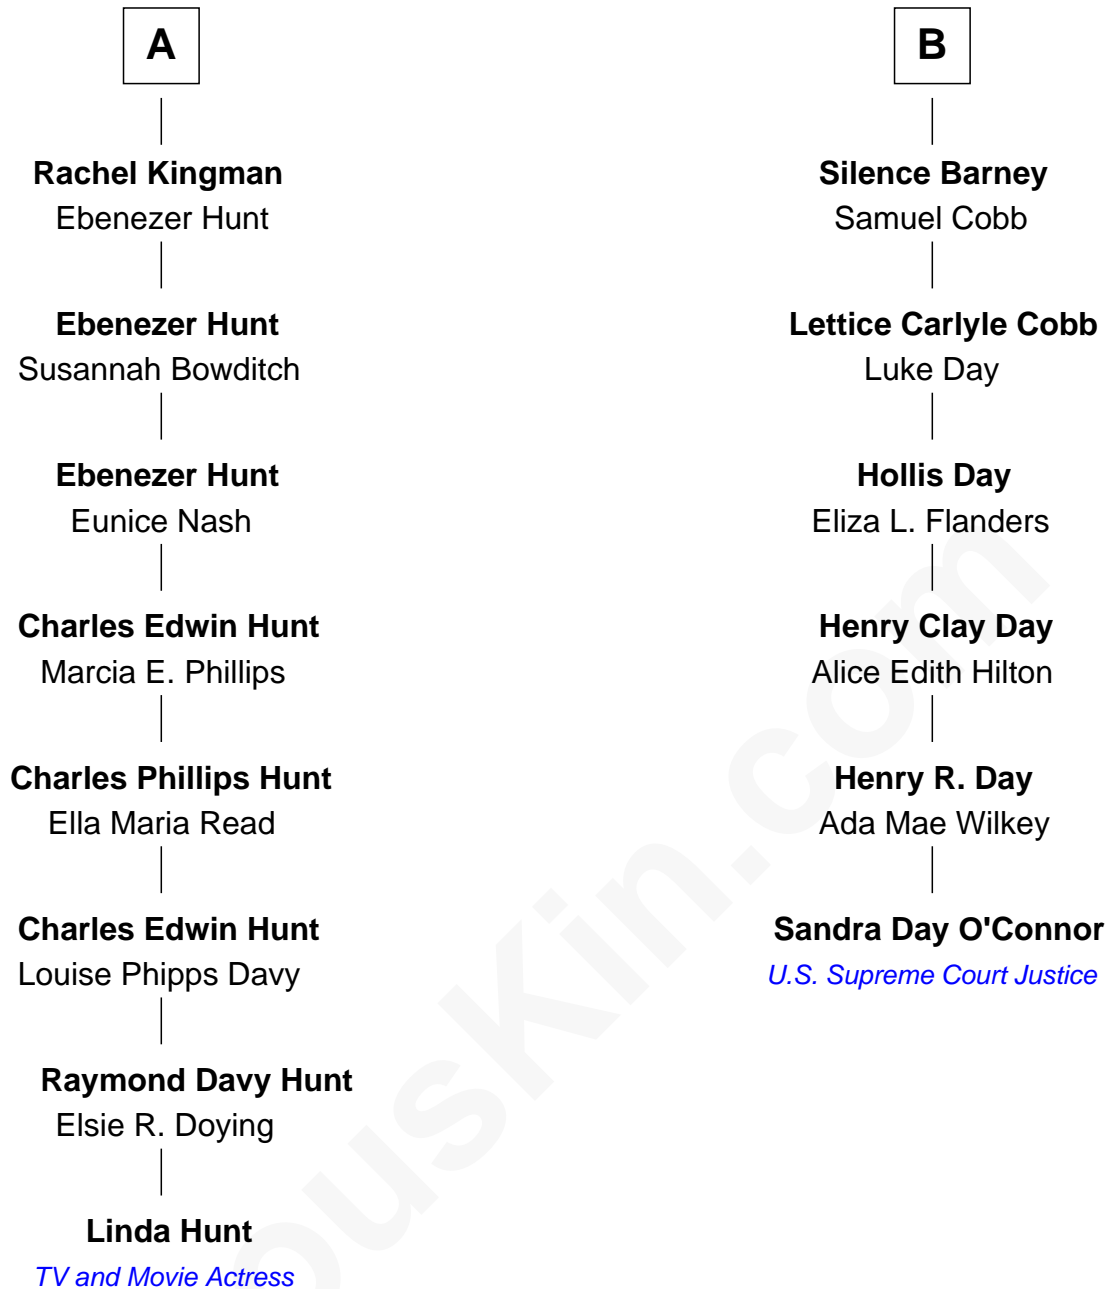 A
Rachel Kingman
Ebenezer Hunt
Ebenezer Hunt
Susannah Bowditch
Ebenezer Hunt
Eunice Nash
Charles Edwin Hunt
Marcia E. Phillips
Charles Phillips Hunt
Ella Maria Read
Charles Edwin Hunt
Louise Phipps Davy
Raymond Davy Hunt
Elsie R. Doying
Linda Hunt
TV and Movie Actress
B
Silence Barney
Samuel Cobb
Lettice Carlyle Cobb
Luke Day
Hollis Day
Eliza L. Flanders
Henry Clay Day
Alice Edith Hilton
Henry R. Day
Ada Mae Wilkey
Sandra Day O'Connor
U.S. Supreme Court Justice
ousKin.com